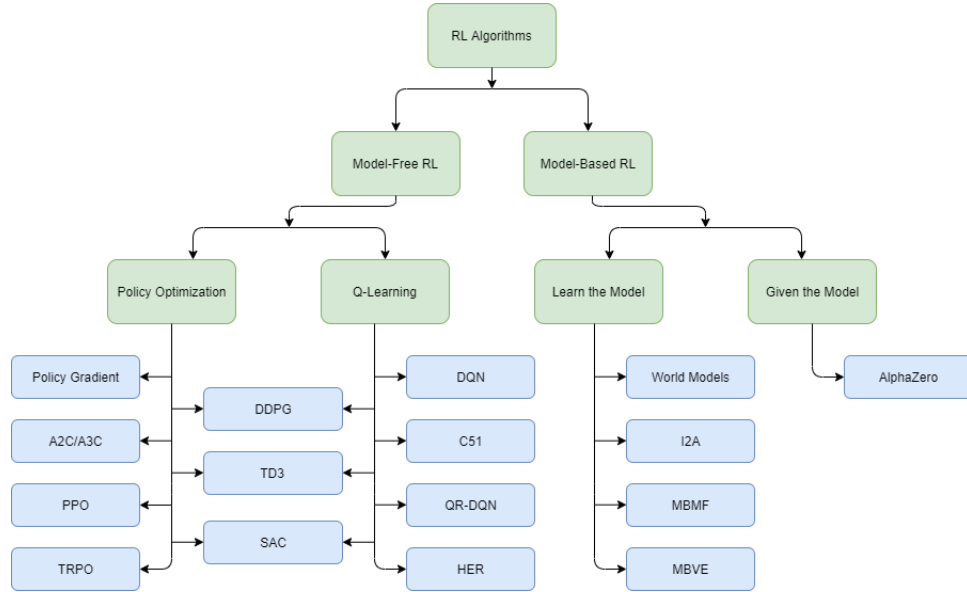 RL Algorithms
Model-Free RL
Model-Based RL
Policy Optimization
Q-Learning
Learn the Model
Given the Model
Policy Gradient
DQN
World Models
AlphaZero
DDPG
A2C/A3C
C51
I2A
TD3
PPO
QR-DQN
MBMF
SAC
TRPO
HER
MBVE